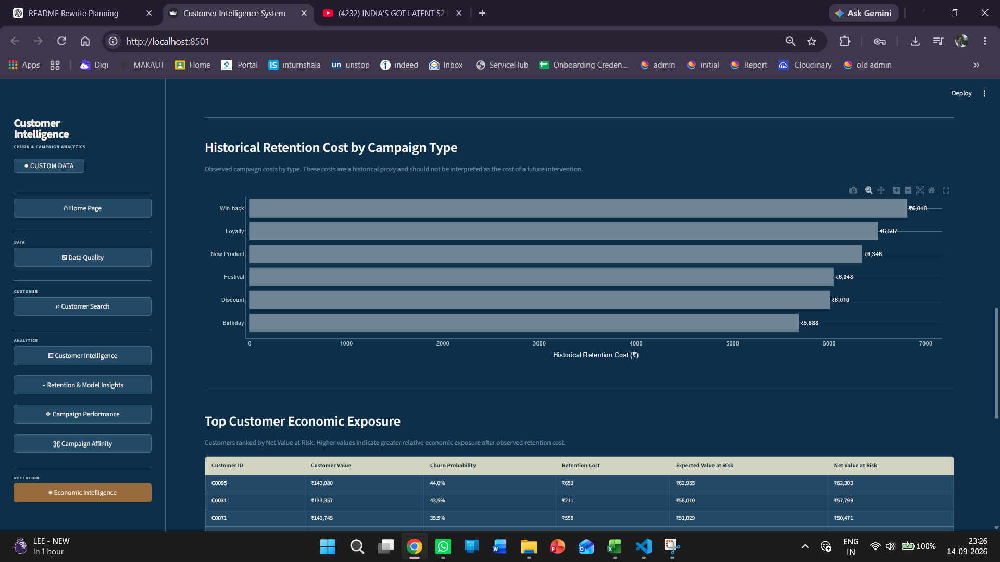 README Rewrite Planning
Customer Intelligence System
(4232) INDIA'S GOT LATENT S2
Ask Gemini
http://localhost:8501
Apps
Digi
MAKAUT
Home
Portal
IS inturnshala
un unstop
indeed
Inbox
ServiceHub
Onboarding Creden...
admin
initial
Report
Cloudinary
old admin
Deploy
Customer
Intelligence
CHURN & CAMPAIGN ANALYTICS
CUSTOM DATA
Home Page
DATA
Data Quality
CUSTOMER
Customer Search
ANALYTICS
Customer Intelligence
Retention & Model Insights
Campaign Performance
Campaign Affinity
RETENTION
Economic Intelligence
Historical Retention Cost by Campaign Type
Observed campaign costs by type. These costs are a historical proxy and should not be interpreted as the cost of a future intervention.
Win-back ₹6,810
Loyalty ₹6,507
New Product ₹6,346
Festival ₹6,048
Discount ₹6,010
Birthday ₹5,688
0 1000 2000 3000 4000 5000 6000 7000
Historical Retention Cost (₹)
Top Customer Economic Exposure
Customers ranked by Net Value at Risk. Higher values indicate greater relative economic exposure after observed retention cost.
Customer ID Customer Value Churn Probability Retention Cost Expected Value at Risk Net Value at Risk
C0095 ₹143,080 44.0% ₹653 ₹62,955 ₹62,303
C0031 ₹133,357 43.5% ₹211 ₹58,010 ₹57,799
C0071 ₹143,745 35.5% ₹558 ₹51,029 ₹50,471
LEE - NEW
In 1 hour
ENG
IN
100%
23:26
14-09-2026